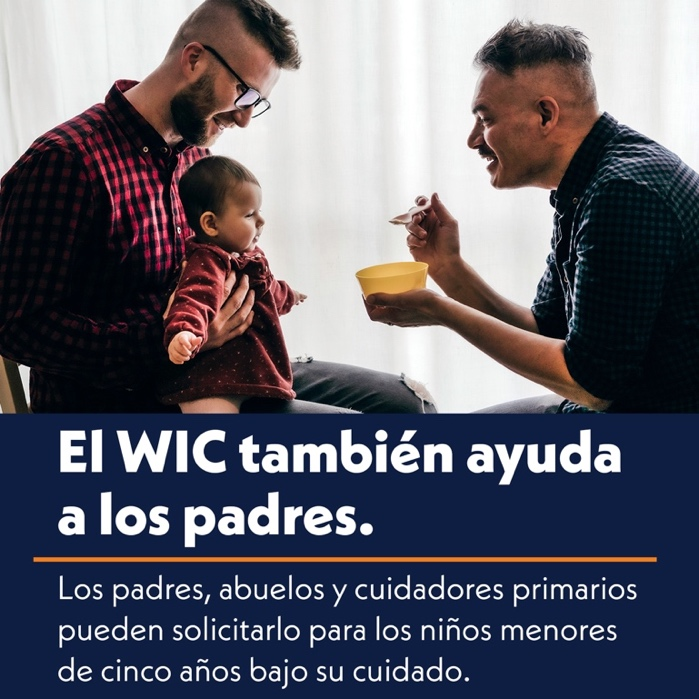 El WIC también ayuda
a los padres.
Los padres, abuelos y cuidadores primarios
pueden solicitarlo para los niños menores
de cinco años bajo su cuidado.